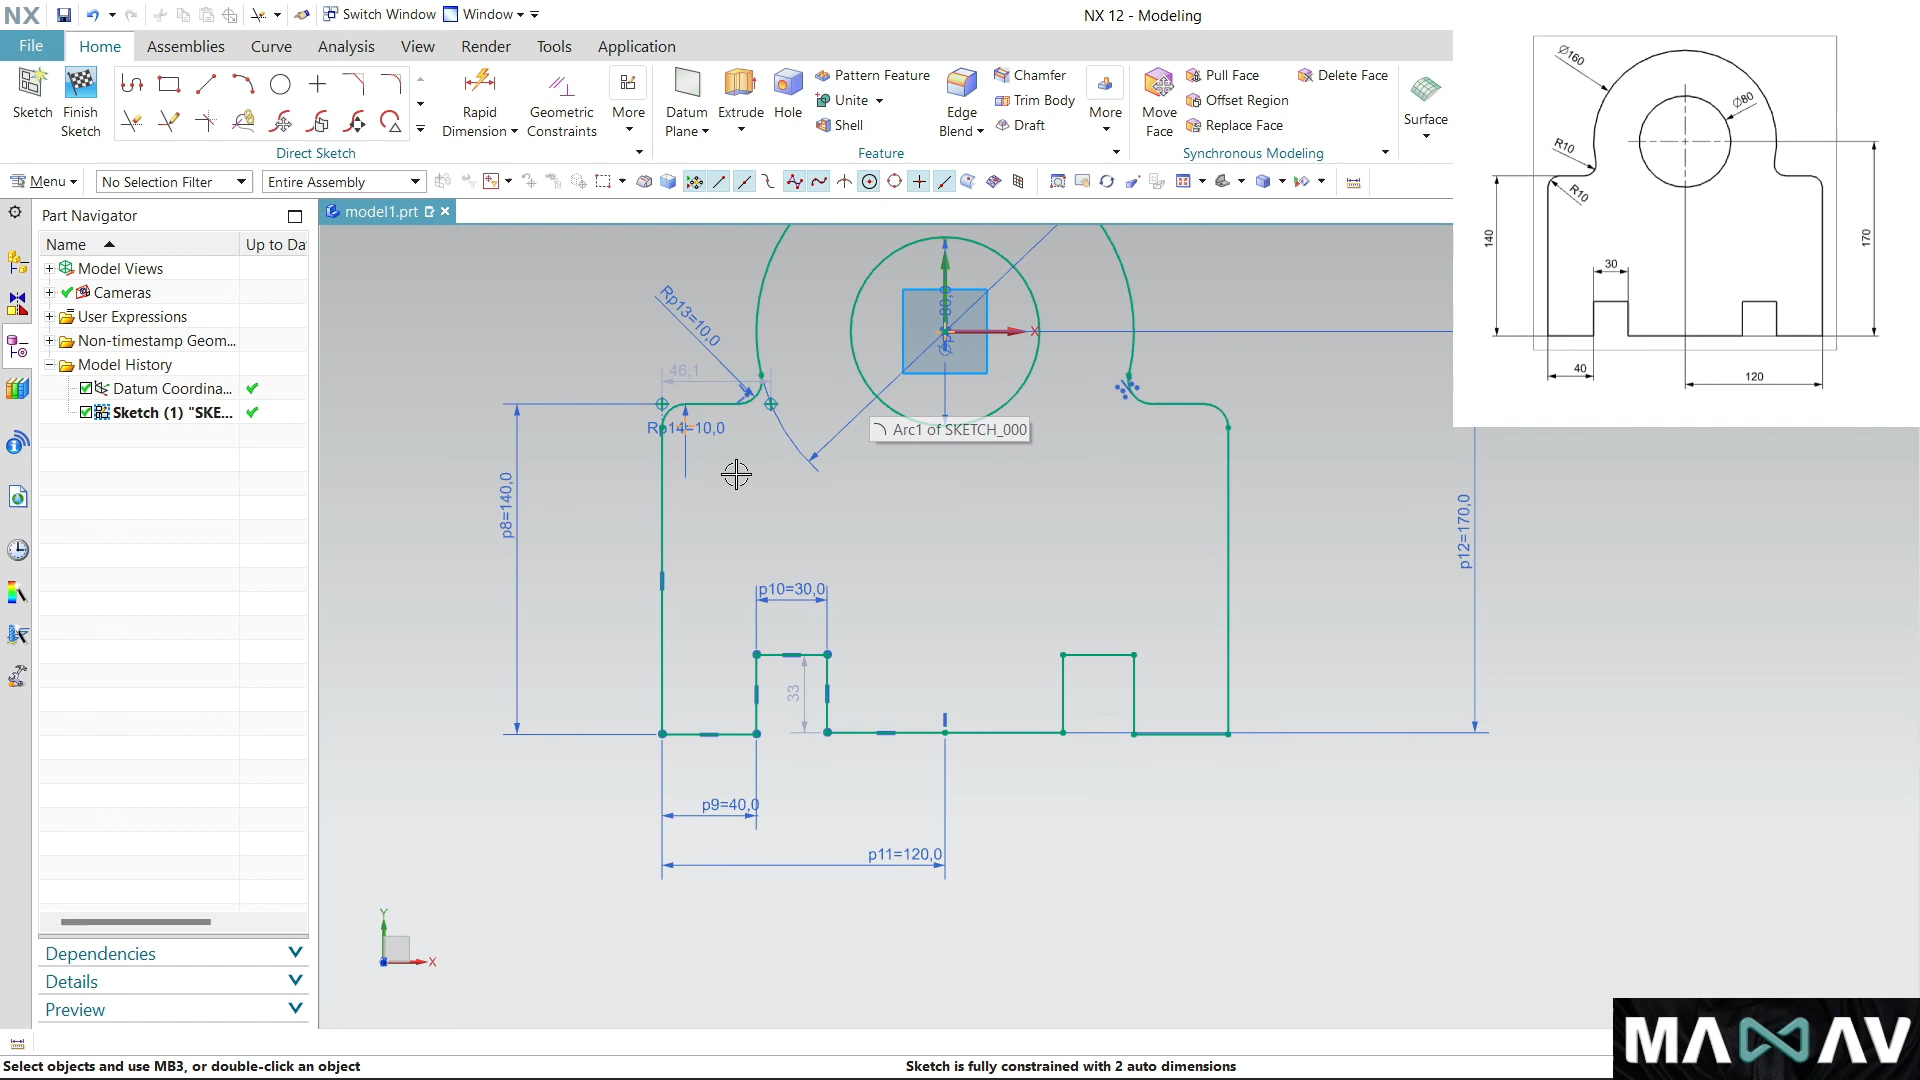 NX
Switch Window
Window
NX 12 - Modeling
File
Home
Assemblies
Curve
Analysis
View
Render
Tools
Application
Sketch
Finish
Sketch
Direct Sketch
Rapid
Dimension
Geometric
Constraints
More
Datum
Plane
Extrude
Hole
Pattern Feature
Unite
Shell
Edge
Blend
Chamfer
Trim Body
Draft
More
Feature
Move
Face
Pull Face
Offset Region
Replace Face
Delete Face
Synchronous Modeling
Surface
Menu
No Selection Filter
Entire Assembly
Part Navigator
model1.prt
Name
Up to Da
Model Views
Cameras
User Expressions
Non-timestamp Geom...
Model History
Datum Coordina...
Sketch (1) "SKE...
Dependencies
Details
Preview
Rp13=10,0
46,1
Rp14=10,0
Arc1 of SKETCH_000
X
p8=140,0
p10=30,0
33
p12=170,0
p9=40,0
p11=120,0
Y
X
Ø160
Ø80
R10
R10
140
170
30
40
120
MANAV
Select objects and use MB3, or double-click an object
Sketch is fully constrained with 2 auto dimensions